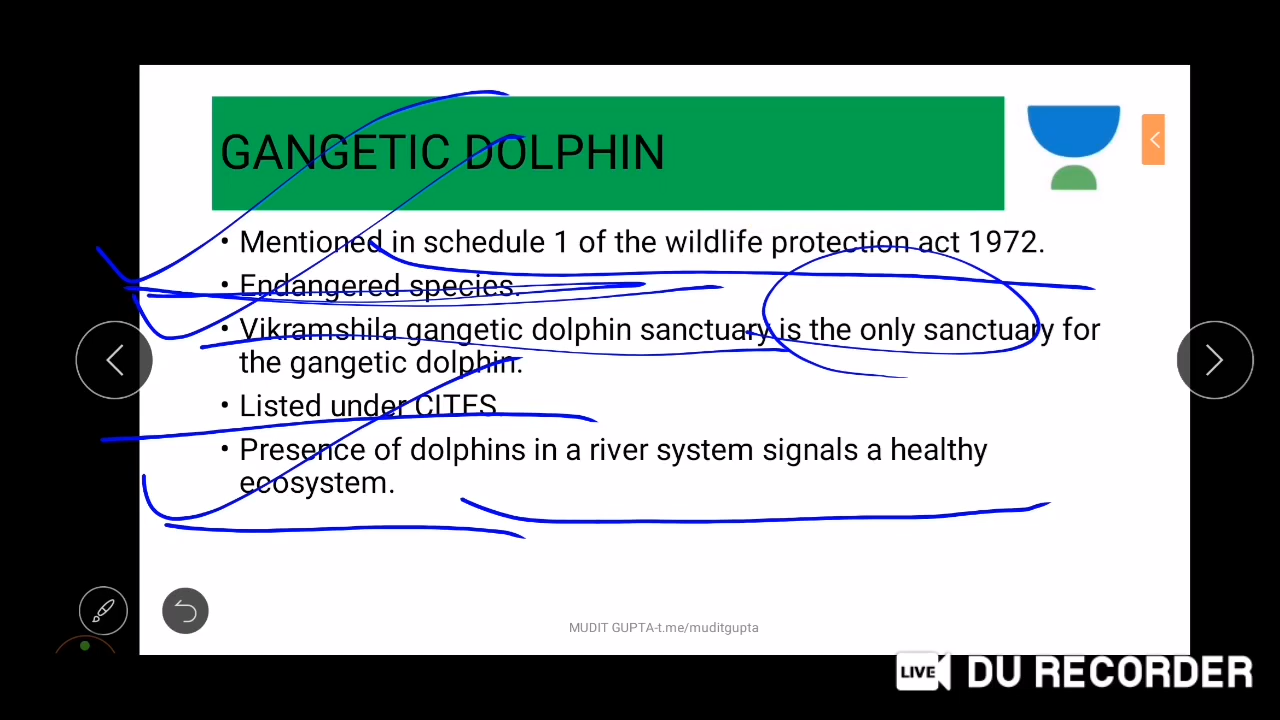 GANGETIC DOLPHIN
• Mentioned in schedule 1 of the wildlife protection act 1972.
• Endangered species.
• Vikramshila gangetic dolphin sanctuary is the only sanctuary for
the gangetic dolphin.
• Listed under CITES
• Presence of dolphins in a river system signals a healthy
ecosystem.
MUDIT GUPTA-t.me/muditgupta
LIVE DU RECORDER